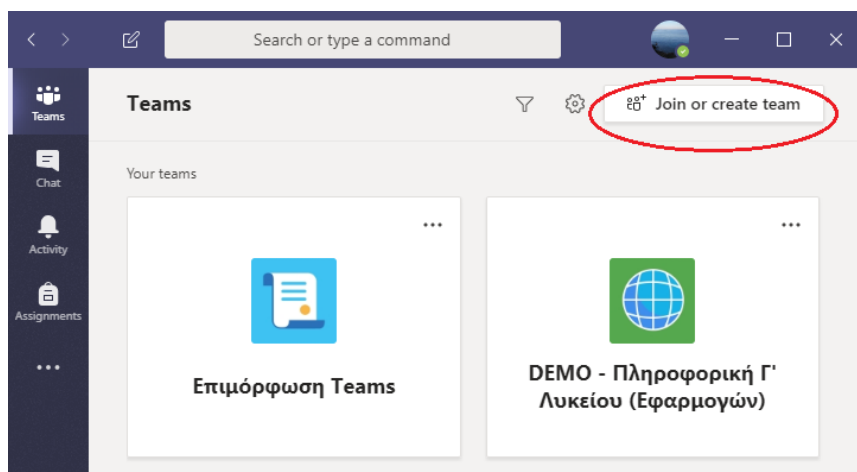 Search or type a command
Teams
Teams
Join or create team
Chat
Your teams
Activity
Assignments
Επιμόρφωση Teams
DEMO - Πληροφορική Γ'
Λυκείου (Εφαρμογών)